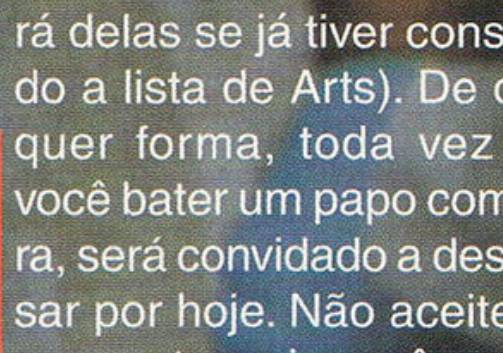 rá delas se já tiver cons
do a lista de Arts). De
quer forma, toda vez
você bater um papo com
ra, será convidado a des
sar por hoje. Não aceite